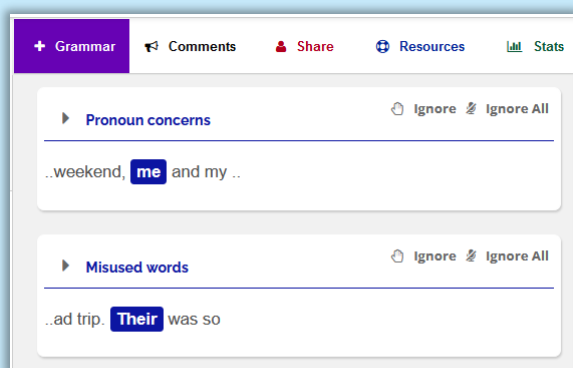 Grammar Comments Share Resources Stats
Pronoun concerns Ignore Ignore All
..weekend, me and my ..
Misused words Ignore Ignore All
..ad trip. Their was so